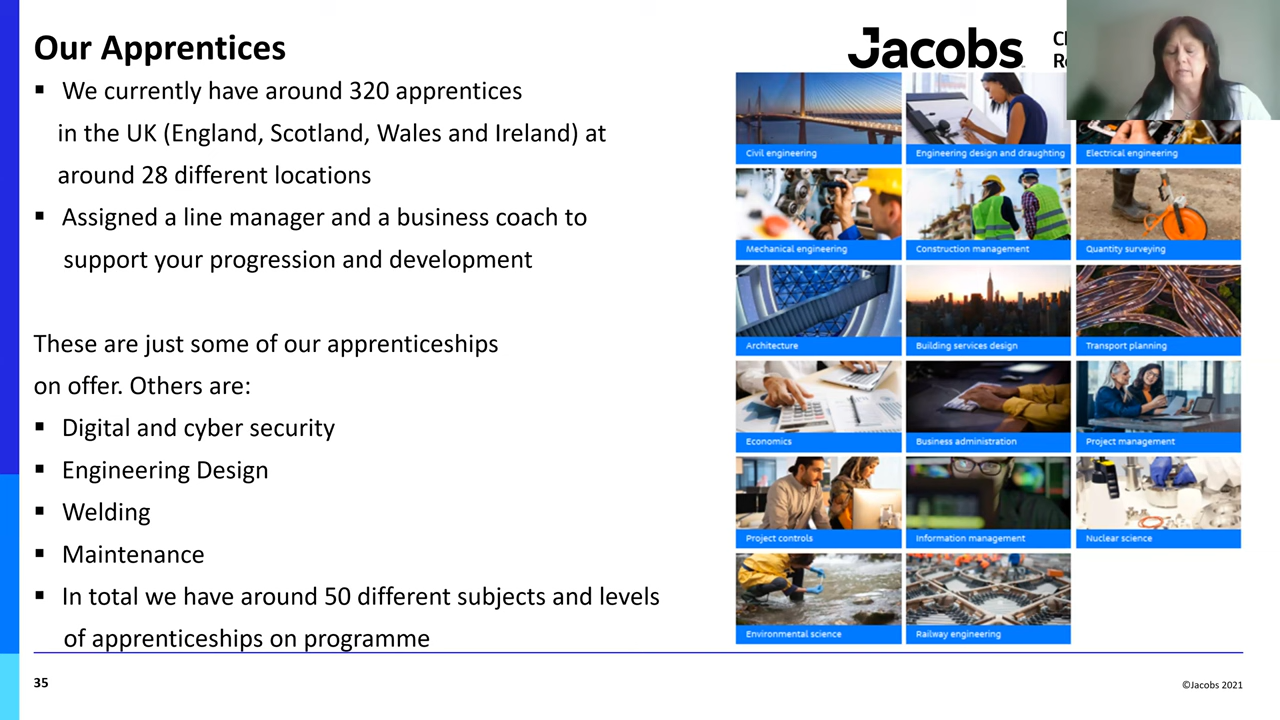 Our Apprentices
▪ We currently have around 320 apprentices
in the UK (England, Scotland, Wales and Ireland) at
around 28 different locations
▪ Assigned a line manager and a business coach to
support your progression and development
These are just some of our apprenticeships
on offer. Others are:
▪ Digital and cyber security
▪ Engineering Design
▪ Welding
▪ Maintenance
▪ In total we have around 50 different subjects and levels
of apprenticeships on programme
Jacobs
Civil engineering
Engineering design and draughting
Electrical engineering
Mechanical engineering
Construction management
Quantity surveying
Architecture
Building services design
Transport planning
Economics
Business administration
Project management
Project controls
Information management
Nuclear science
Environmental science
Railway engineering
35
©Jacobs 2021